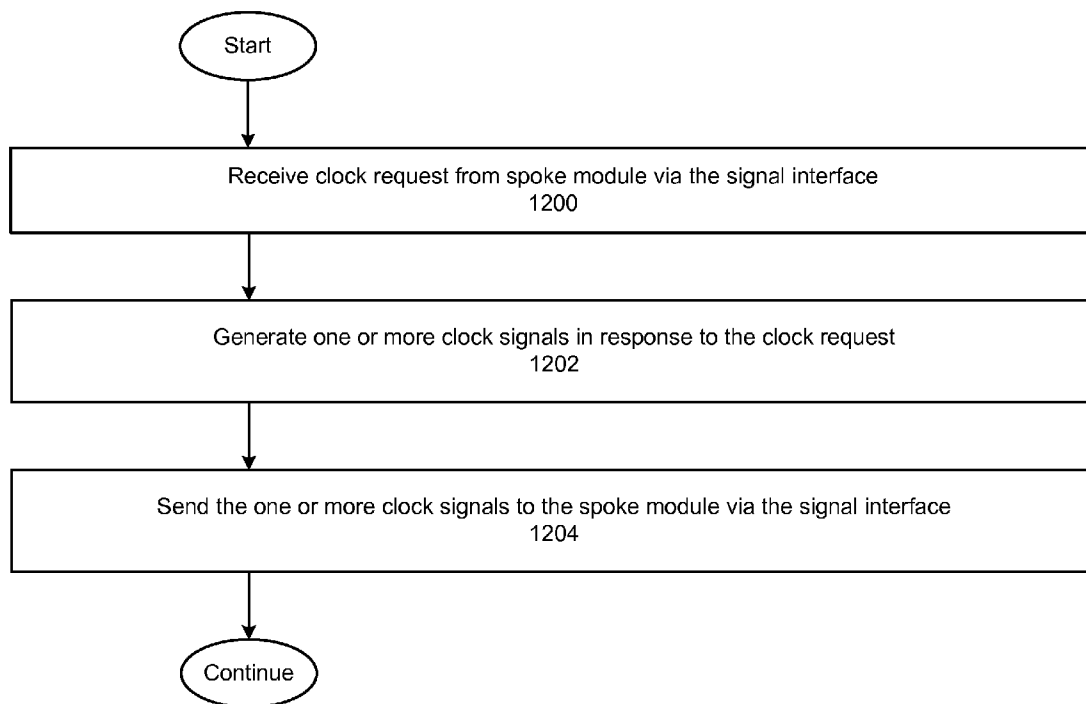 Start
Receive clock request from spoke module via the signal interface
1200
Generate one or more clock signals in response to the clock request
1202
Send the one or more clock signals to the spoke module via the signal interface
1204
Continue